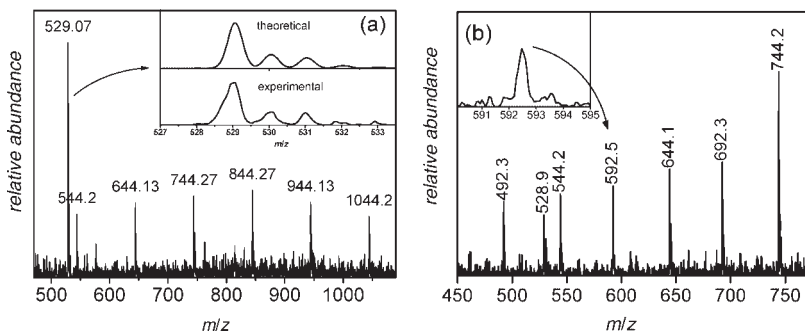 (a)
529.07
theoretical
experimental
527 528 529 530 531 532 533
m/z
544.2
644.13
744.27
844.27
944.13
1044.2
relative abundance
500 600 700 800 900 1000
m/z
(b)
744.2
591 592 593 594 595
492.3
528.9
544.2
592.5
644.1
692.3
relative abundance
450 500 550 600 650 700 750
m/z